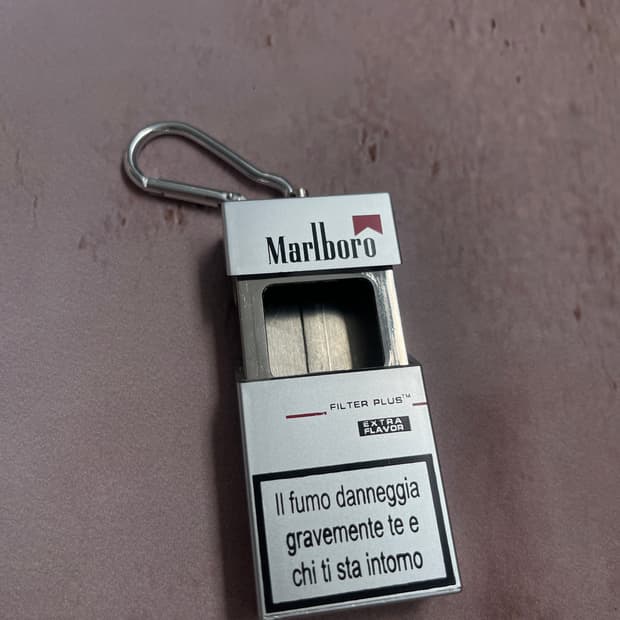 Marlboro
FILTER PLUS™
EXTRA
FLAVOR
Il fumo danneggia
gravemente te e
chi ti sta intorno